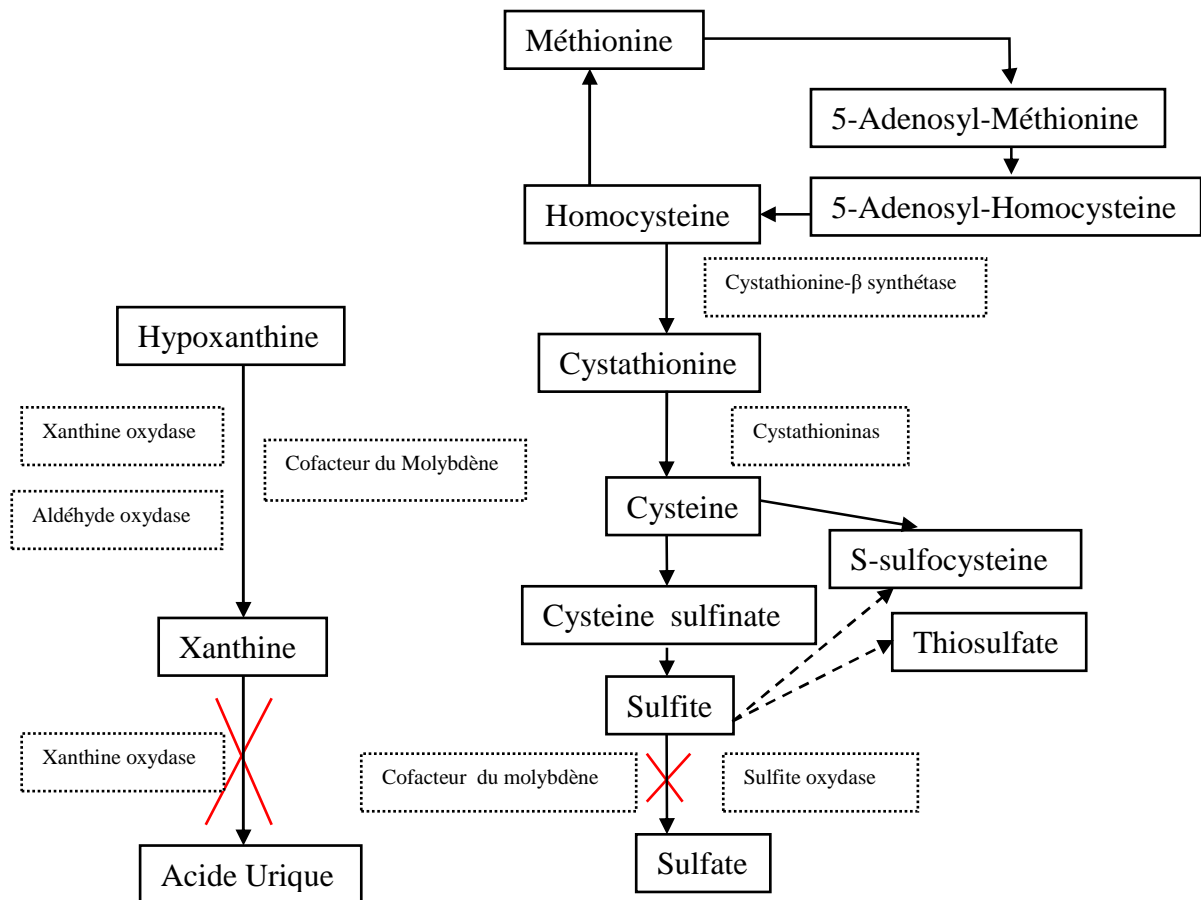 Méthionine
5-Adenosyl-Méthionine
5-Adenosyl-Homocysteine
Homocysteine
Cystathionine-β synthétase
Hypoxanthine
Cystathionine
Xanthine oxydase
Cofacteur du Molybdène
Cystathioninas
Aldéhyde oxydase
Cysteine
S-sulfocysteine
Cysteine sulfinate
Xanthine
Thiosulfate
Sulfite
Xanthine oxydase
Cofacteur du molybdène
Sulfite oxydase
Acide Urique
Sulfate